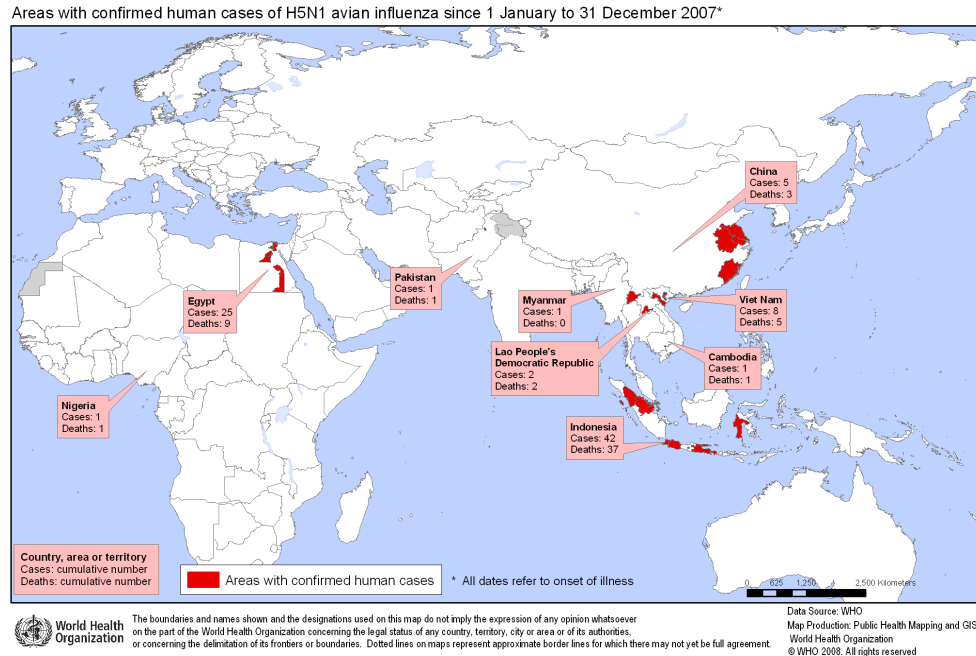 Areas with confirmed human cases of H5N1 avian influenza since 1 January to 31 December 2007*
China
Cases: 5
Deaths: 3
Pakistan
Cases: 1
Deaths: 1
Egypt
Cases: 25
Deaths: 9
Myanmar
Cases: 1
Deaths: 0
Viet Nam
Cases: 8
Deaths: 5
Lao People's
Democratic Republic
Cases: 2
Deaths: 2
Cambodia
Cases: 1
Deaths: 1
Nigeria
Cases: 1
Deaths: 1
Indonesia
Cases: 42
Deaths: 37
Country, area or territory
Cases: cumulative number
Deaths: cumulative number
Areas with confirmed human cases
* All dates refer to onset of illness
0 625 1,250 2,500 Kilometers
World Health
Organization
The boundaries and names shown and the designations used on this map do not imply the expression of any opinion whatsoever
on the part of the World Health Organization concerning the legal status of any country, territory, city or area or of its authorities,
or concerning the delimitation of its frontiers or boundaries. Dotted lines on maps represent approximate border lines for which there may not yet be full agreement.
Data Source: WHO
Map Production: Public Health Mapping and GIS
World Health Organization
© WHO 2008. All rights reserved